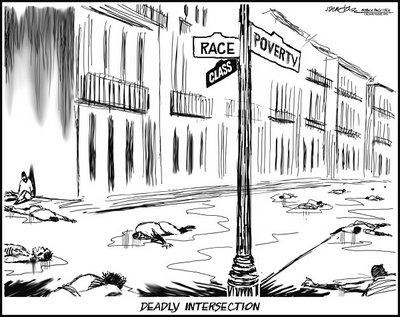 RACE
POVERTY
CLASS
DEADLY INTERSECTION